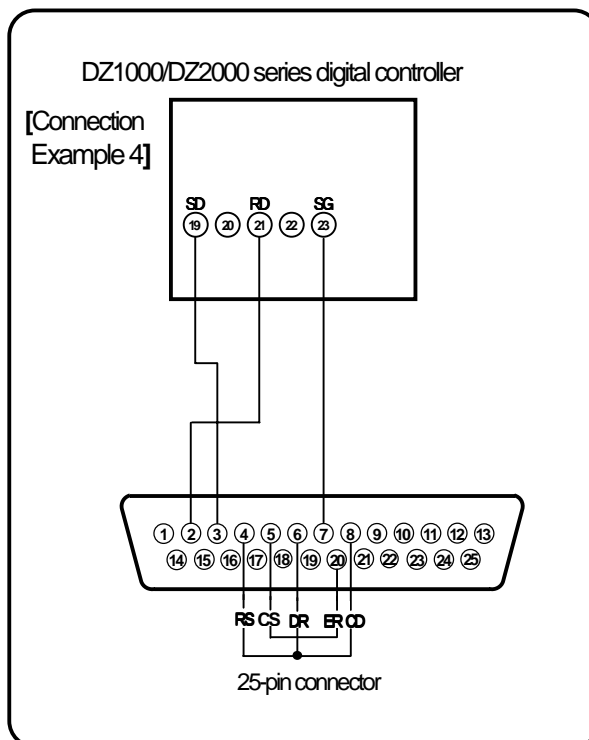 DZ1000/DZ2000 series digital controller
[Connection
Example 4]
SD RD SG
19 20 21 22 23
1 2 3 4 5 6 7 8 9 10 11 12 13
14 15 16 17 18 19 20 21 22 23 24 25
RS CS DR ER CD
25-pin connector